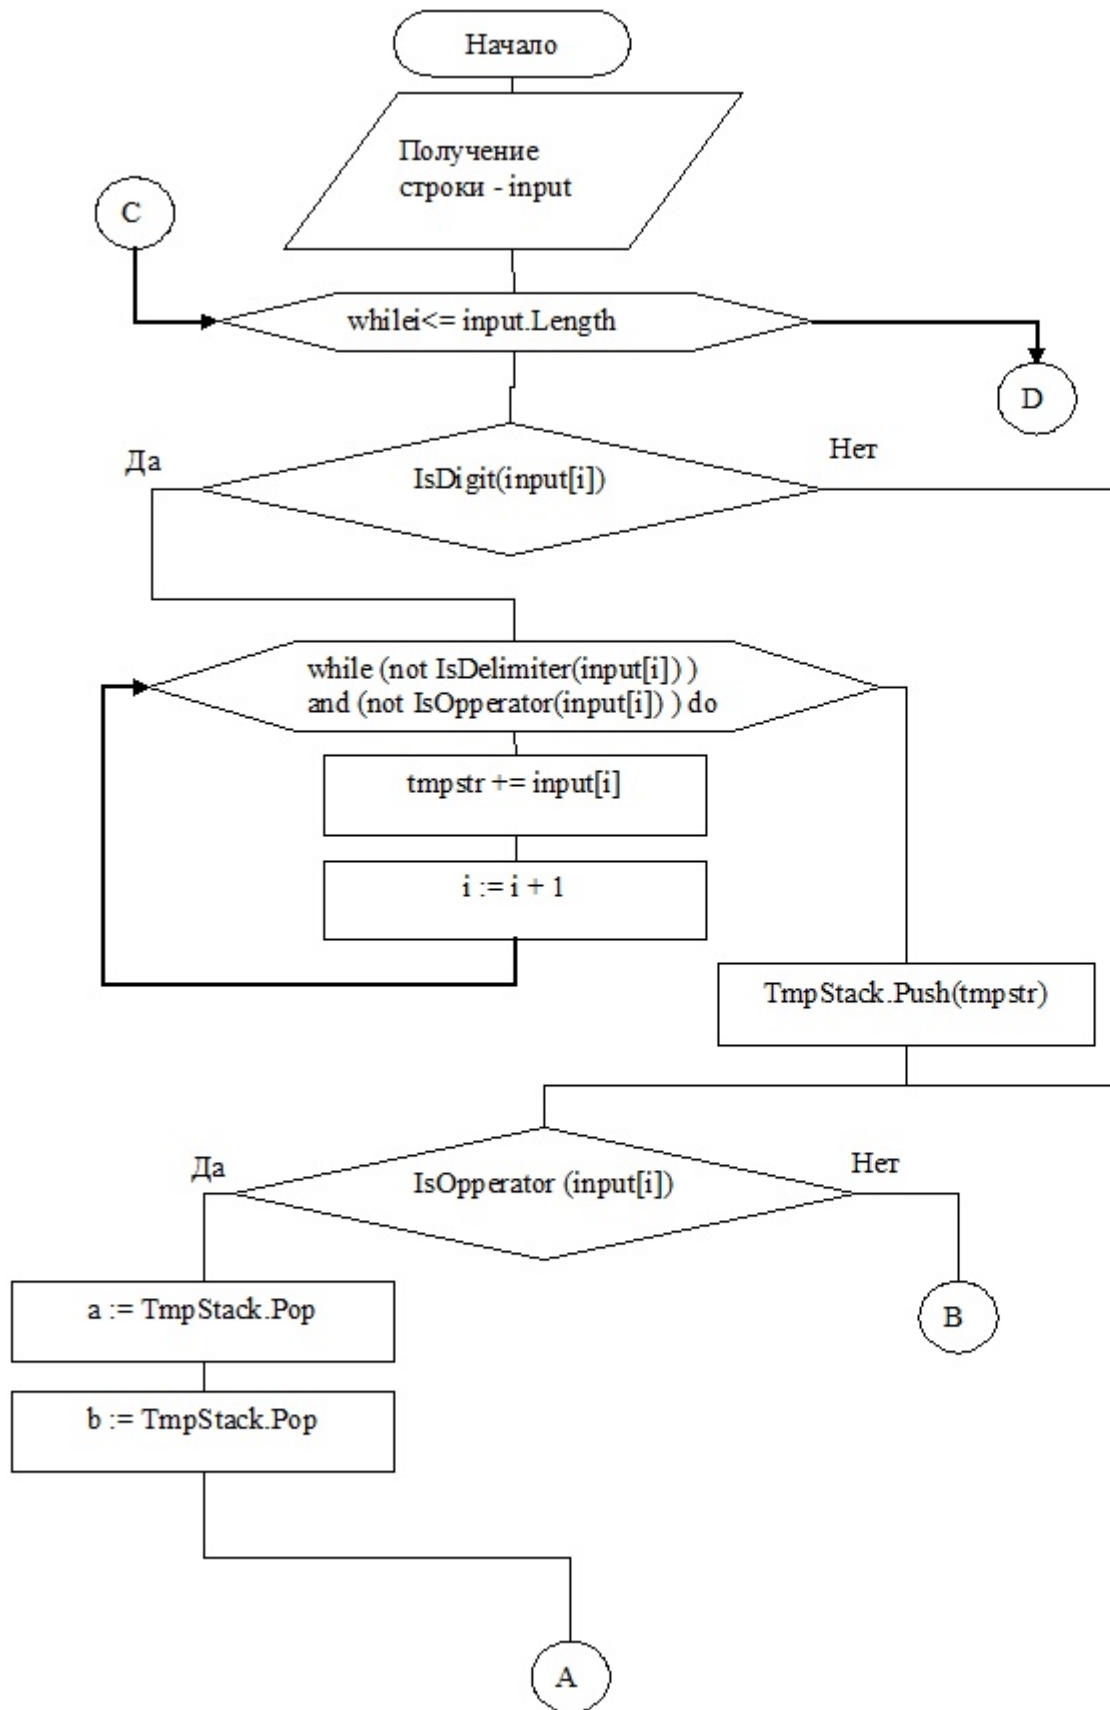 Начало
Получение
строки - input
C
whilei<= input.Length
D
Да
Нет
IsDigit(input[i])
while (not IsDelimiter(input[i]) )
and (not IsOpperator(input[i]) ) do
tmpstr += input[i]
i := i + 1
TmpStack.Push(tmpstr)
Да
Нет
IsOpperator (input[i])
a := TmpStack.Pop
B
b := TmpStack.Pop
A